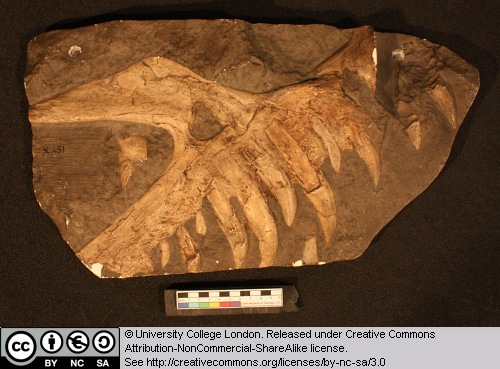 X.451
CC BY NC SA
© University College London. Released under Creative Commons
Attribution-NonCommercial-ShareAlike license.
See http://creativecommons.org/licenses/by-nc-sa/3.0